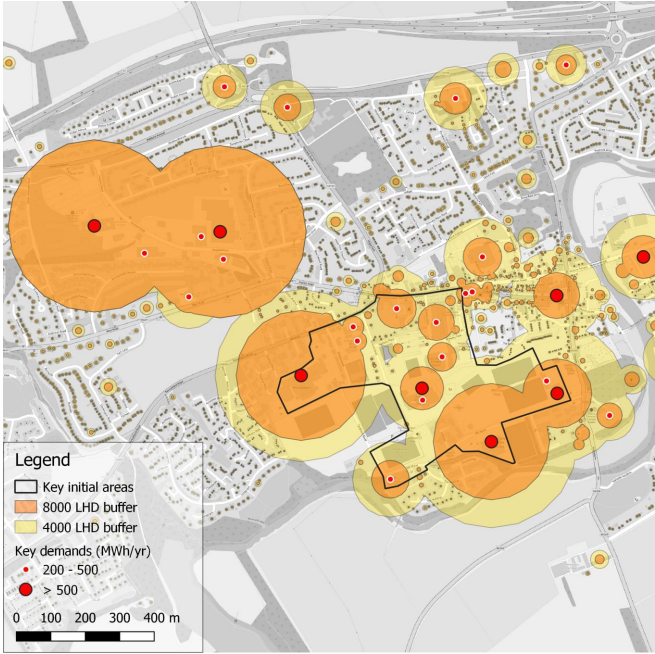 Legend
Key initial areas
8000 LHD buffer
4000 LHD buffer
Key demands (MWh/yr)
200 - 500
> 500
0 100 200 300 400 m